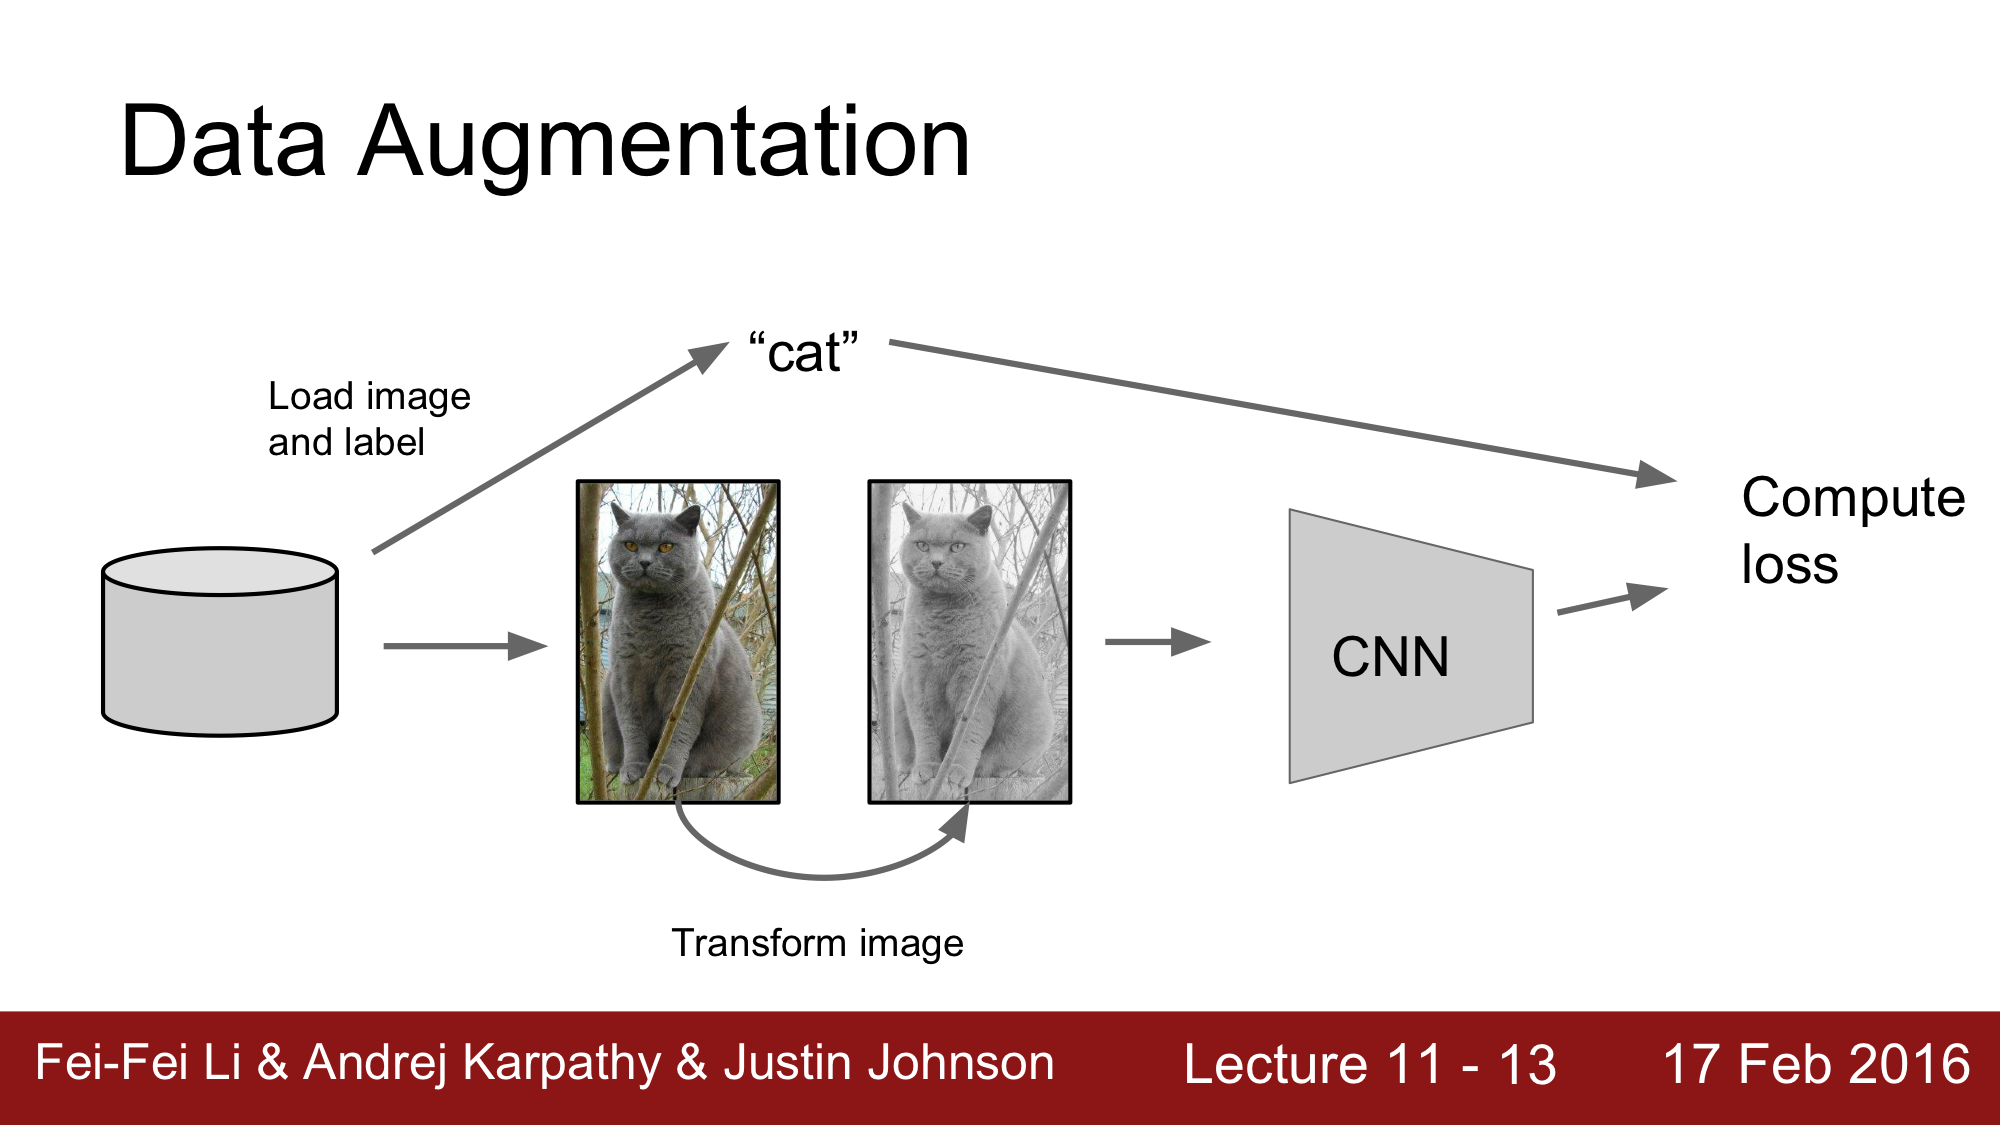 Data Augmentation
“cat”
Load image
and label
Compute
loss
CNN
Transform image
Fei-Fei Li & Andrej Karpathy & Justin Johnson
Lecture 11 - 13
17 Feb 2016